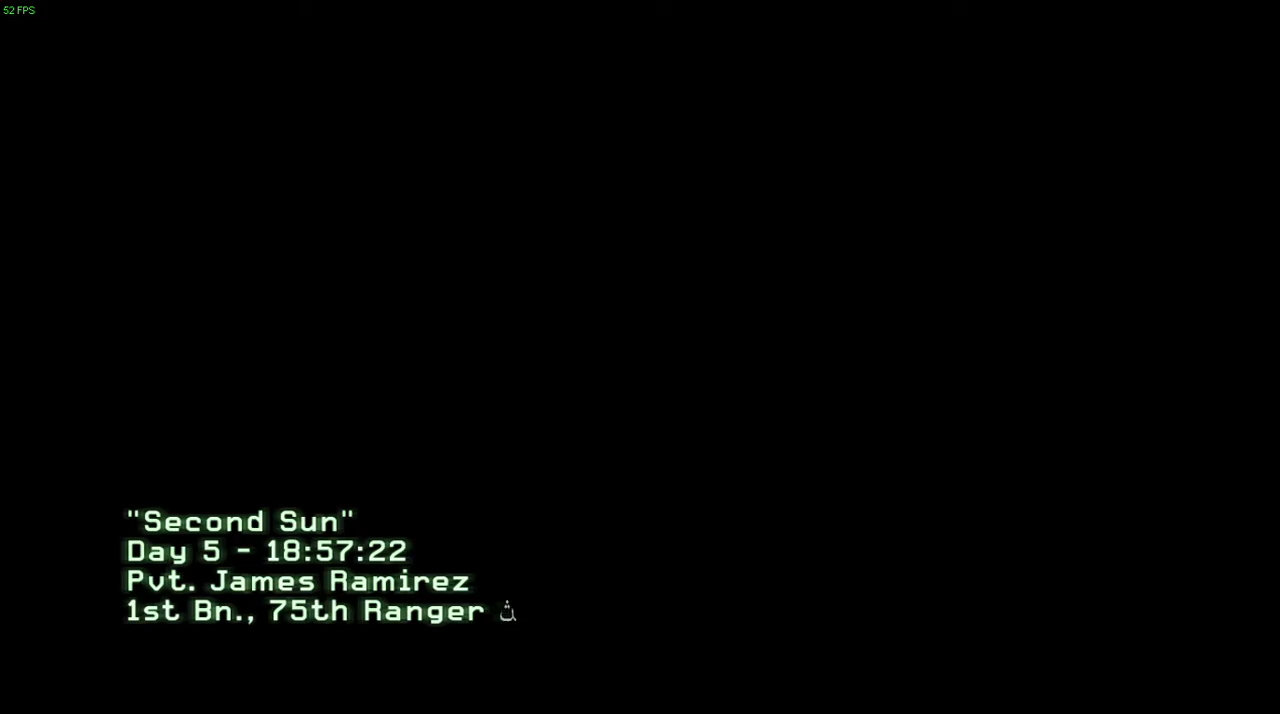 52 FPS
"Second Sun"
Day 5 - 18:57:22
Pvt. James Ramirez
1st Bn., 75th Ranger